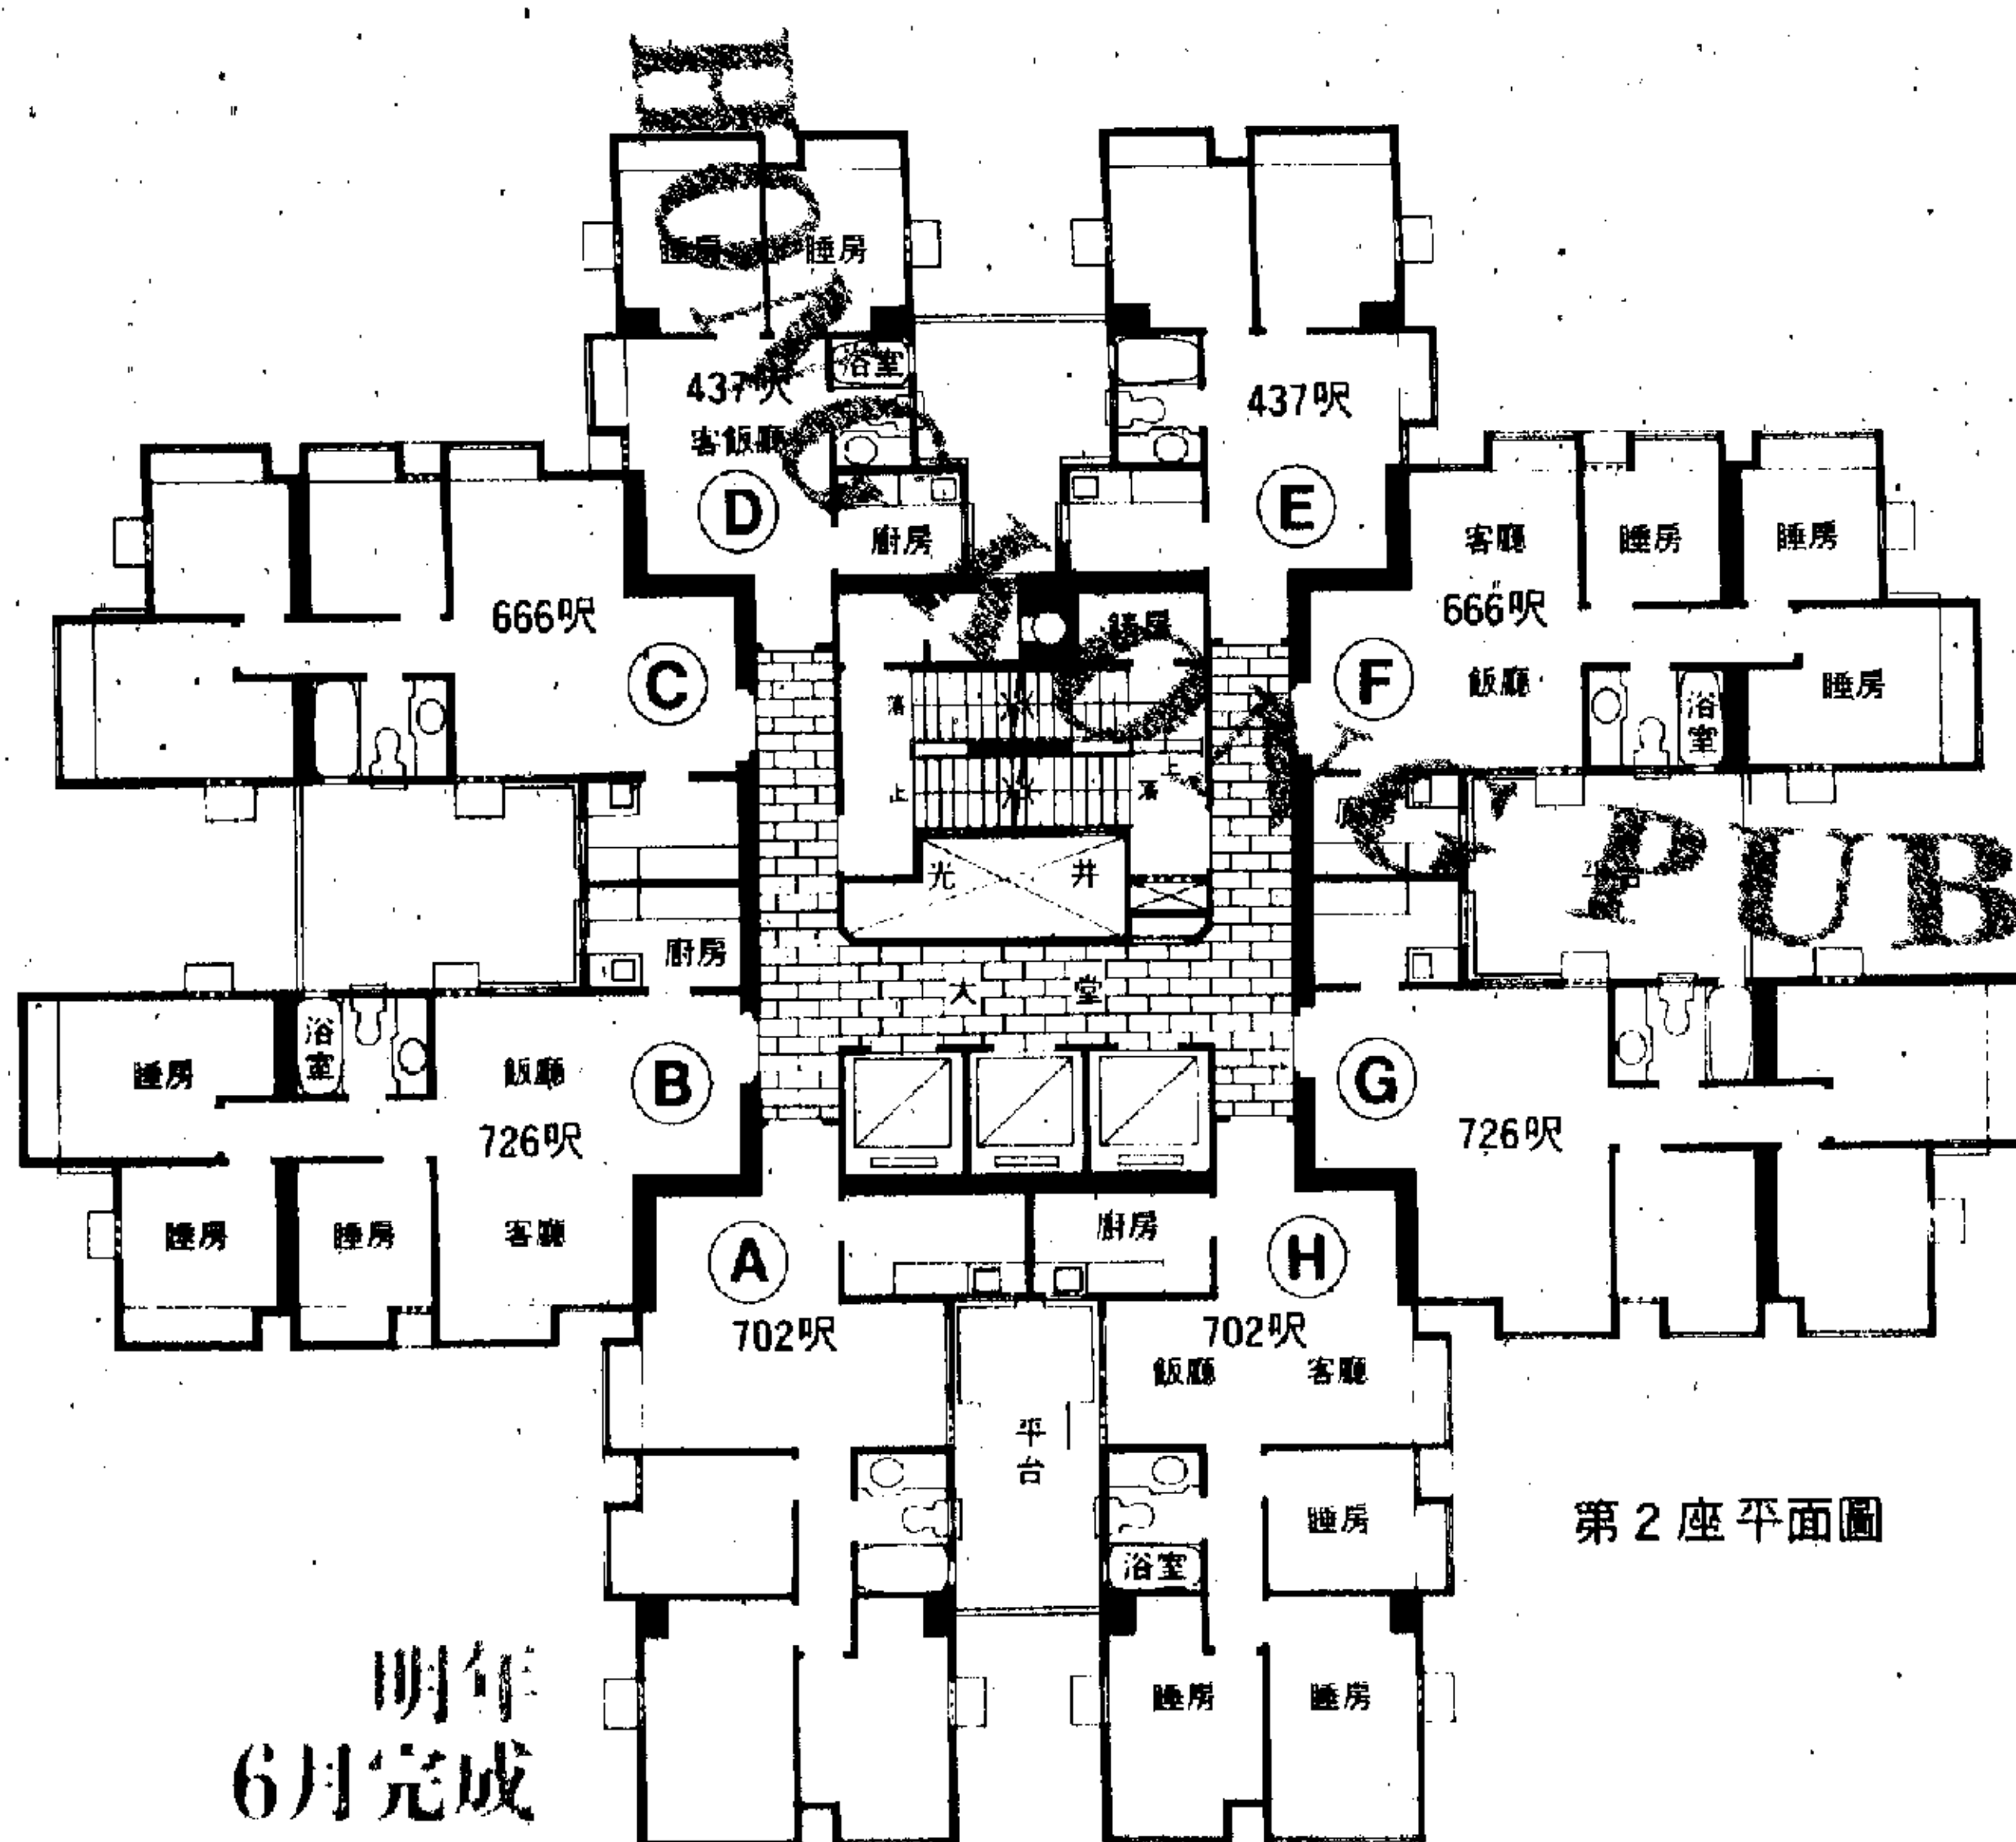 睡房 睡房
437呎 浴室 437呎
客飯廳
D E
廚房 客廳 睡房 睡房
666呎 666呎
C F 飯廳 浴室 睡房
落
上 落 上
光井
PUB
廚房
大堂
睡房 浴室 飯廳 B G
726呎 726呎
睡房 睡房 客廳 A 廚房 H
702呎 702呎
飯廳 客廳
平台
睡房
浴室
第2座平面圖
睡房 睡房
明年
6月完成